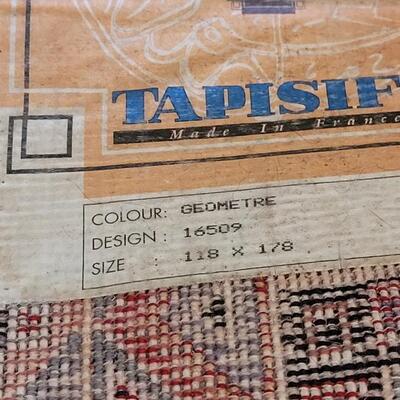 TAPISIF
Made In France
COLOUR: GEOMETRE
DESIGN : 16509
SIZE : 118 X 178